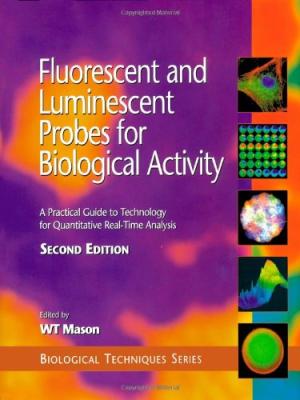 Fluorescent and
Luminescent
Probes for
Biological Activity
A Practical Guide to Technology
for Quantitative Real-Time Analysis
SECOND EDITION
Edited by
WT Mason
BIOLOGICAL TECHNIQUES SERIES